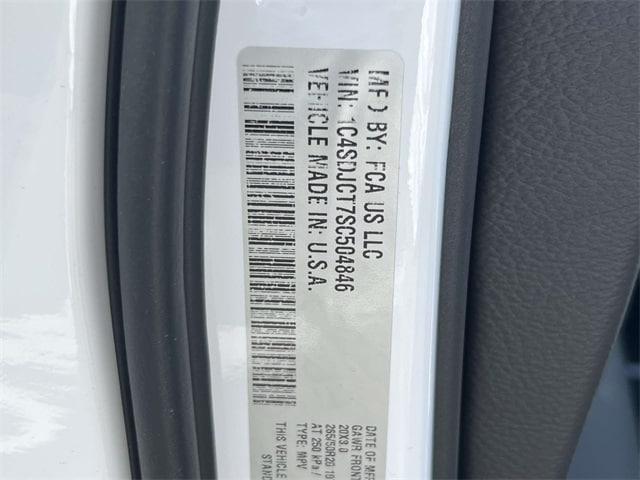 MFD BY: FCA US LLC
VIN: 1C4SDJCT7SC504846
VEHICLE MADE IN: U.S.A.
DATE OF MFR
GAWR FRONT
20X8.0
265/50R20
AT 250 kPa /
TYPE: MPV
THIS VEHICLE
STAND